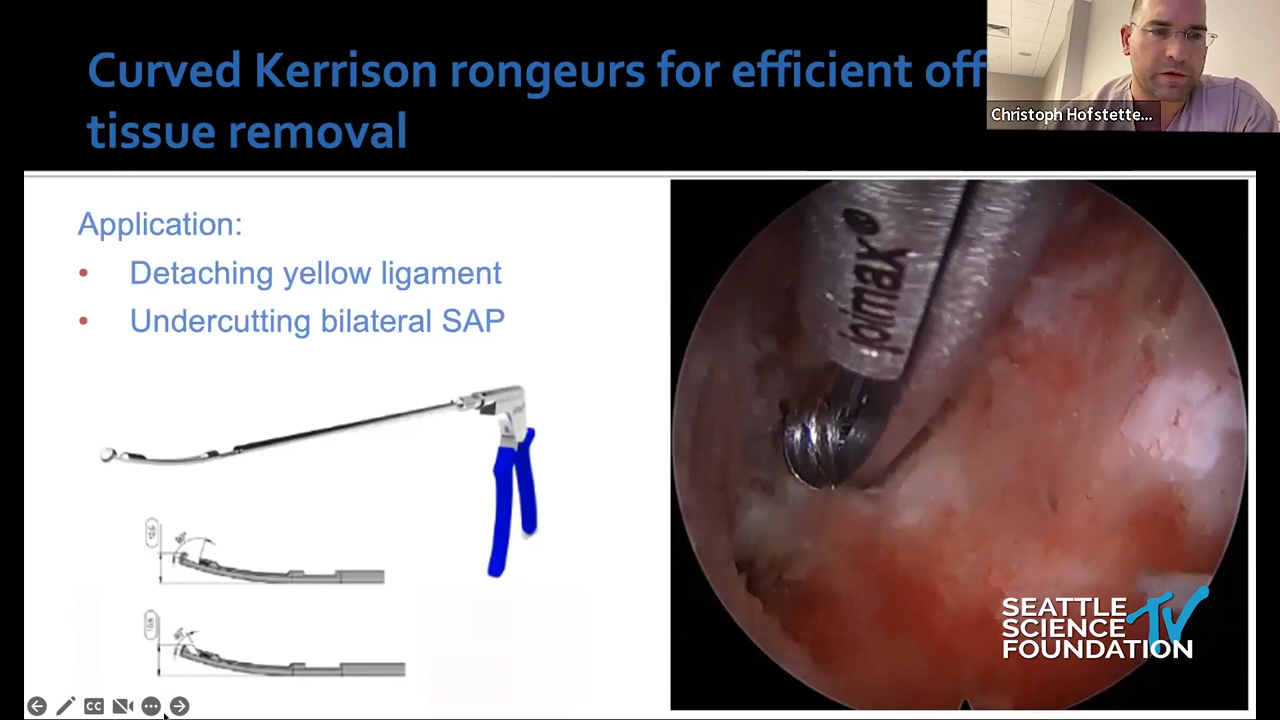 Curved Kerrison rongeurs for efficient off
tissue removal
Christoph Hofstette...
Application:
• Detaching yellow ligament
• Undercutting bilateral SAP
joimax®
CC
SEATTLE
SCIENCE TV
FOUNDATION